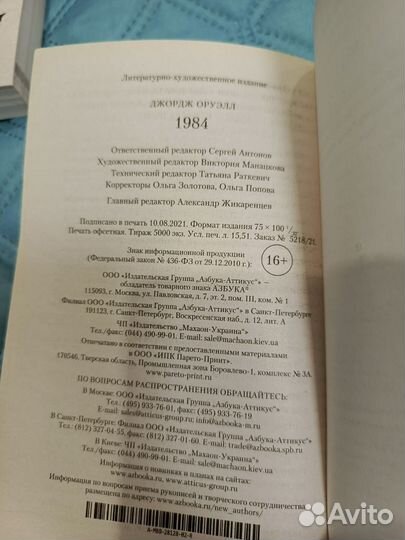 Литературно-художественное издание
ДЖОРДЖ ОРУЭЛЛ
1984
Ответственный редактор Сергей Антонов
Художественный редактор Виктория Манацкова
Технический редактор Татьяна Раткевич
Корректоры Ольга Золотова, Ольга Попова
Главный редактор Александр Жикаренцев
Подписано в печать 10.08.2021. Формат издания 75 × 100 1/32.
Печать офсетная. Тираж 5000 экз. Усл. печ. л. 15,51. Заказ № 5218/21.
Знак информационной продукции
(Федеральный закон № 436-ФЗ от 29.12.2010 г.):
16+
ООО «Издательская Группа „Азбука-Аттикус“» —
обладатель товарного знака АЗБУКА®
115093, г. Москва, ул. Павловская, д. 7, эт. 2, пом. III, ком. № 1
Филиал ООО «Издательская Группа „Азбука-Аттикус“» в Санкт-Петербурге
191123, г. Санкт-Петербург, Воскресенская наб., д. 12, лит. А
ЧП «Издательство „Махаон-Украина“»
Тел./факс: (044) 490-99-01. E-mail: sale@machaon.kiev.ua
Отпечатано в соответствии с предоставленными материалами
в ООО «ИПК Парето-Принт».
170546, Тверская область, Промышленная зона Боровлево-1, комплекс № 3А
www.pareto-print.ru
ПО ВОПРОСАМ РАСПРОСТРАНЕНИЯ ОБРАЩАЙТЕСЬ:
В Москве: ООО «Издательская Группа „Азбука-Аттикус“»
Тел.: (495) 933-76-01, факс: (495) 933-76-19
E-mail: sales@atticus-group.ru; info@azbooka-m.ru
В Санкт-Петербурге: Филиал ООО «Издательская Группа „Азбука-Аттикус“»
Тел.: (812) 327-04-55, факс: (812) 327-01-60. E-mail: trade@azbooka.spb.ru
В Киеве: ЧП «Издательство „Махаон-Украина“»
Тел./факс: (044) 490-99-01. E-mail: sale@machaon.kiev.ua
Информация о новинках и планах на сайтах:
www.azbooka.ru, www.atticus-group.ru
Информация по вопросам приема рукописей и творческого сотрудничества
размещена по адресу: www.azbooka.ru/new_authors/
A-MBD-28128-02-R
Avito